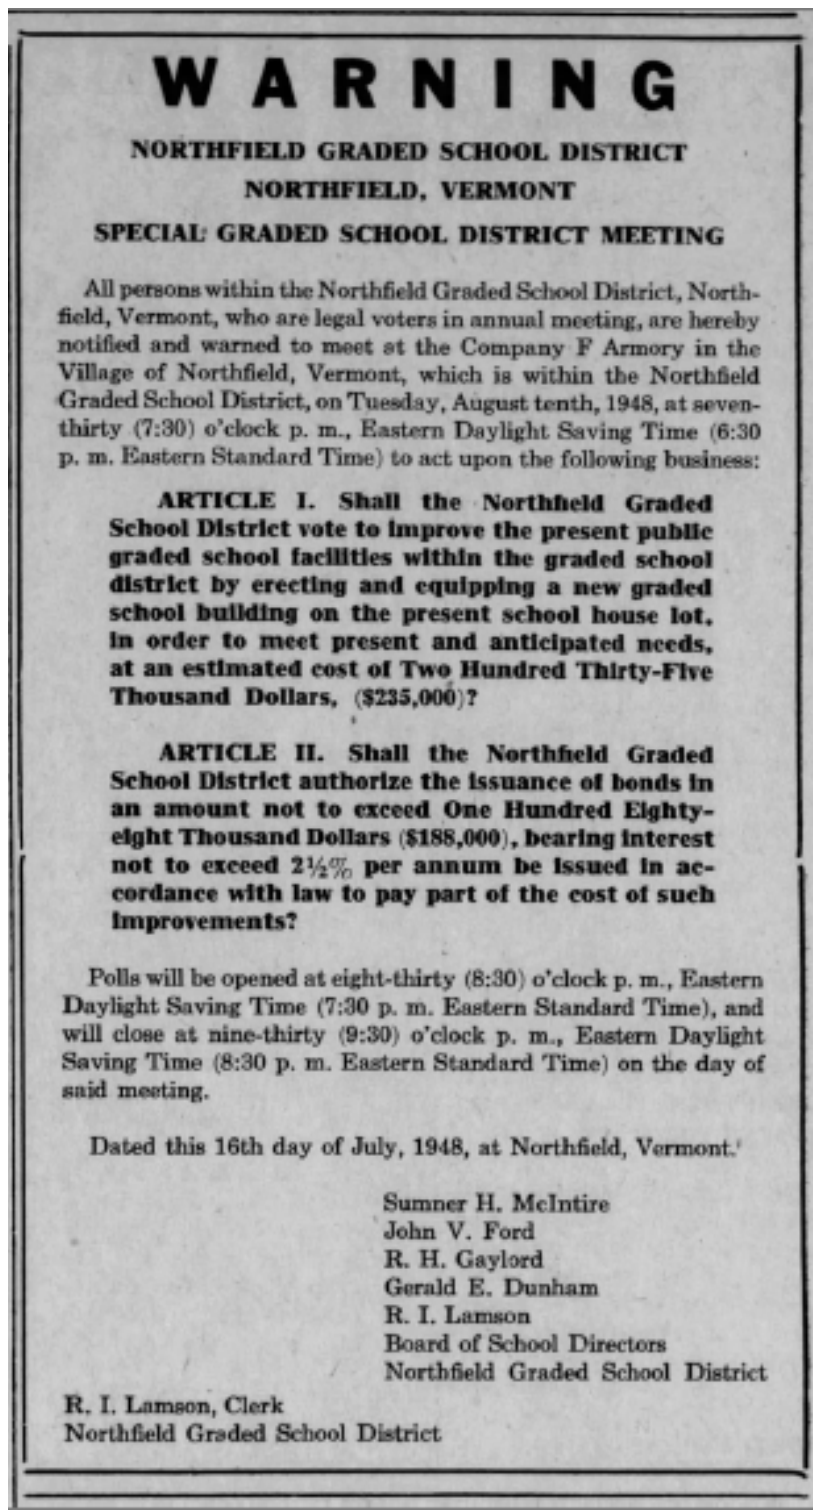 WARNING
NORTHFIELD GRADED SCHOOL DISTRICT
NORTHFIELD, VERMONT
SPECIAL GRADED SCHOOL DISTRICT MEETING
All persons within the Northfield Graded School District, North-
field, Vermont, who are legal voters in annual meeting, are hereby
notified and warned to meet at the Company F Armory in the
Village of Northfield, Vermont, which is within the Northfield
Graded School District, on Tuesday, August tenth, 1948, at seven-
thirty (7:30) o'clock p. m., Eastern Daylight Saving Time (6:30
p. m. Eastern Standard Time) to act upon the following business:
ARTICLE I. Shall the Northfield Graded
School District vote to improve the present public
graded school facilities within the graded school
district by erecting and equipping a new graded
school building on the present school house lot,
in order to meet present and anticipated needs,
at an estimated cost of Two Hundred Thirty-Five
Thousand Dollars, ($235,000)?
ARTICLE II. Shall the Northfield Graded
School District authorize the issuance of bonds in
an amount not to exceed One Hundred Eighty-
eight Thousand Dollars ($188,000), bearing interest
not to exceed 2½% per annum be issued in ac-
cordance with law to pay part of the cost of such
improvements?
Polls will be opened at eight-thirty (8:30) o'clock p. m., Eastern
Daylight Saving Time (7:30 p. m. Eastern Standard Time), and
will close at nine-thirty (9:30) o'clock p. m., Eastern Daylight
Saving Time (8:30 p. m. Eastern Standard Time) on the day of
said meeting.
Dated this 16th day of July, 1948, at Northfield, Vermont.
Sumner H. McIntire
John V. Ford
R. H. Gaylord
Gerald E. Dunham
R. I. Lamson
Board of School Directors
Northfield Graded School District
R. I. Lamson, Clerk
Northfield Graded School District